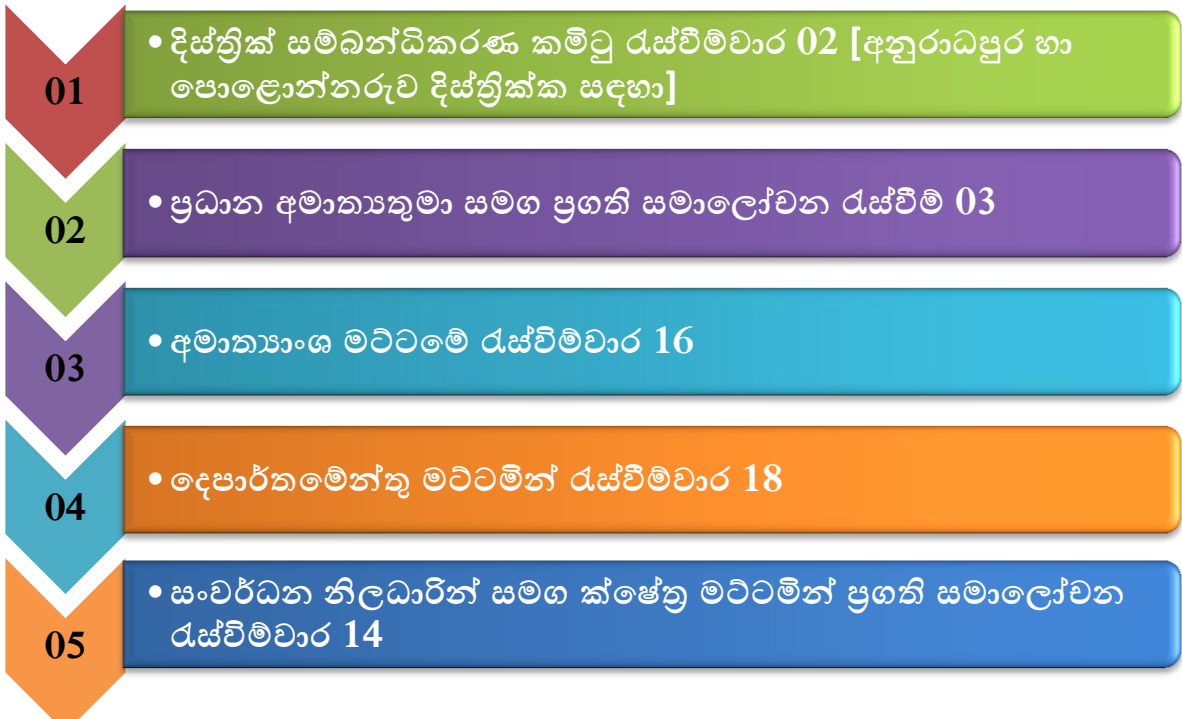 01
• දිස්ත්‍රික් සම්බන්ධිකරණ කමිටු රැස්වීම්වාර 02 [අනුරාධපුර හා
පොළොන්නරුව දිස්ත්‍රික්ක සඳහා]
02
• ප්‍රධාන අමාත්‍යතුමා සමග ප්‍රගති සමාලෝචන රැස්වීම් 03
03
• අමාත්‍යාංශ මට්ටමේ රැස්විම්වාර 16
04
• දෙපාර්තමේන්තු මට්ටමින් රැස්වීම්වාර 18
05
• සංවර්ධන නිලධාරින් සමග ක්ෂේත්‍ර මට්ටමින් ප්‍රගති සමාලෝචන
රැස්විම්වාර 14